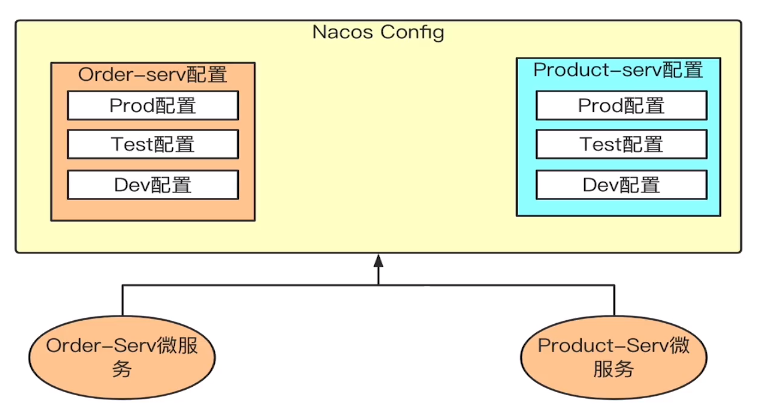 Nacos Config
Order-serv配置
Prod配置
Test配置
Dev配置
Product-serv配置
Prod配置
Test配置
Dev配置
Order-Serv微服
务
Product-Serv微
服务